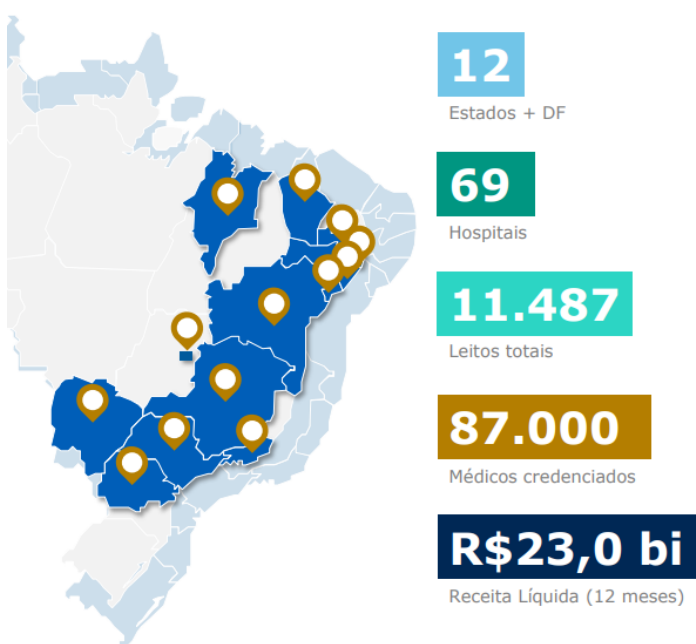 12
Estados + DF
69
Hospitais
11.487
Leitos totais
87.000
Médicos credenciados
R$23,0 bi
Receita Líquida (12 meses)